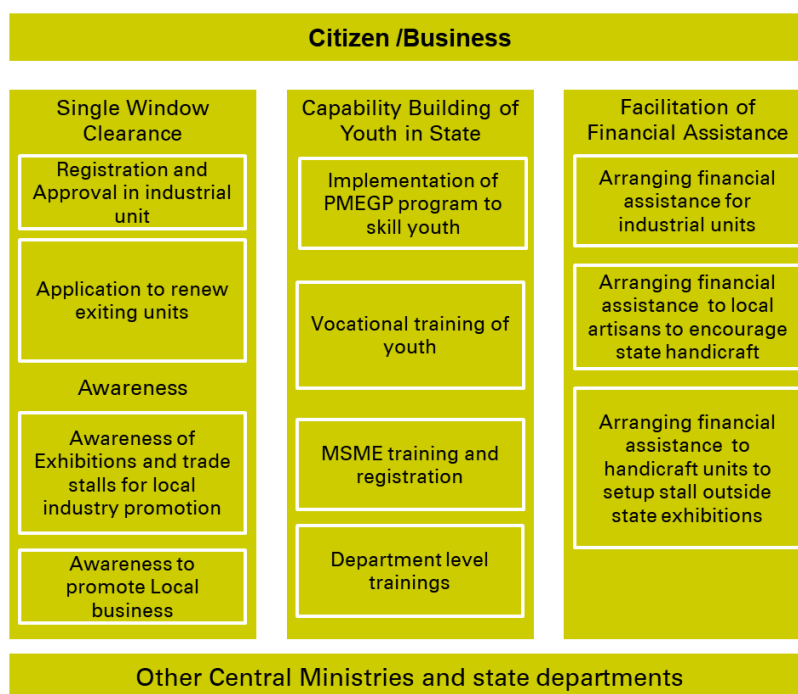 Citizen /Business
Single Window
Clearance
Registration and
Approval in industrial
unit
Application to renew
exiting units
Awareness
Awareness of
Exhibitions and trade
stalls for local
industry promotion
Awareness to
promote Local
business
Capability Building of
Youth in State
Implementation of
PMEGP program to
skill youth
Vocational training of
youth
MSME training and
registration
Department level
trainings
Facilitation of
Financial Assistance
Arranging financial
assistance for
industrial units
Arranging financial
assistance to local
artisans to encourage
state handicraft
Arranging financial
assistance to
handicraft units to
setup stall outside
state exhibitions
Other Central Ministries and state departments